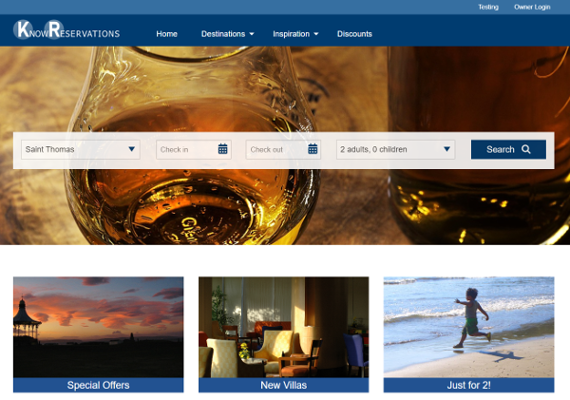 Testing Owner Login
KNOWRESERVATIONS Home Destinations Inspiration Discounts
Saint Thomas Check in Check out 2 adults, 0 children Search
Special Offers New Villas Just for 2!